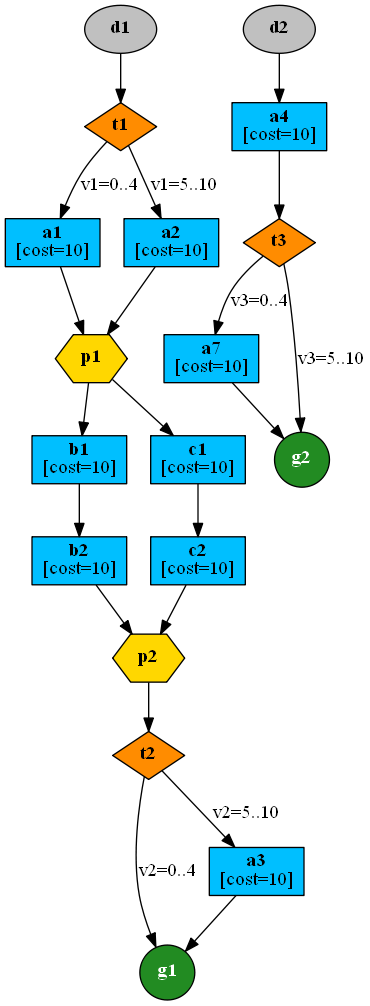 d1
d2
t1
a4
[cost=10]
v1=0..4
v1=5..10
a1
[cost=10]
a2
[cost=10]
t3
v3=0..4
p1
a7
[cost=10]
v3=5..10
b1
[cost=10]
c1
[cost=10]
g2
b2
[cost=10]
c2
[cost=10]
p2
t2
v2=5..10
v2=0..4
a3
[cost=10]
g1